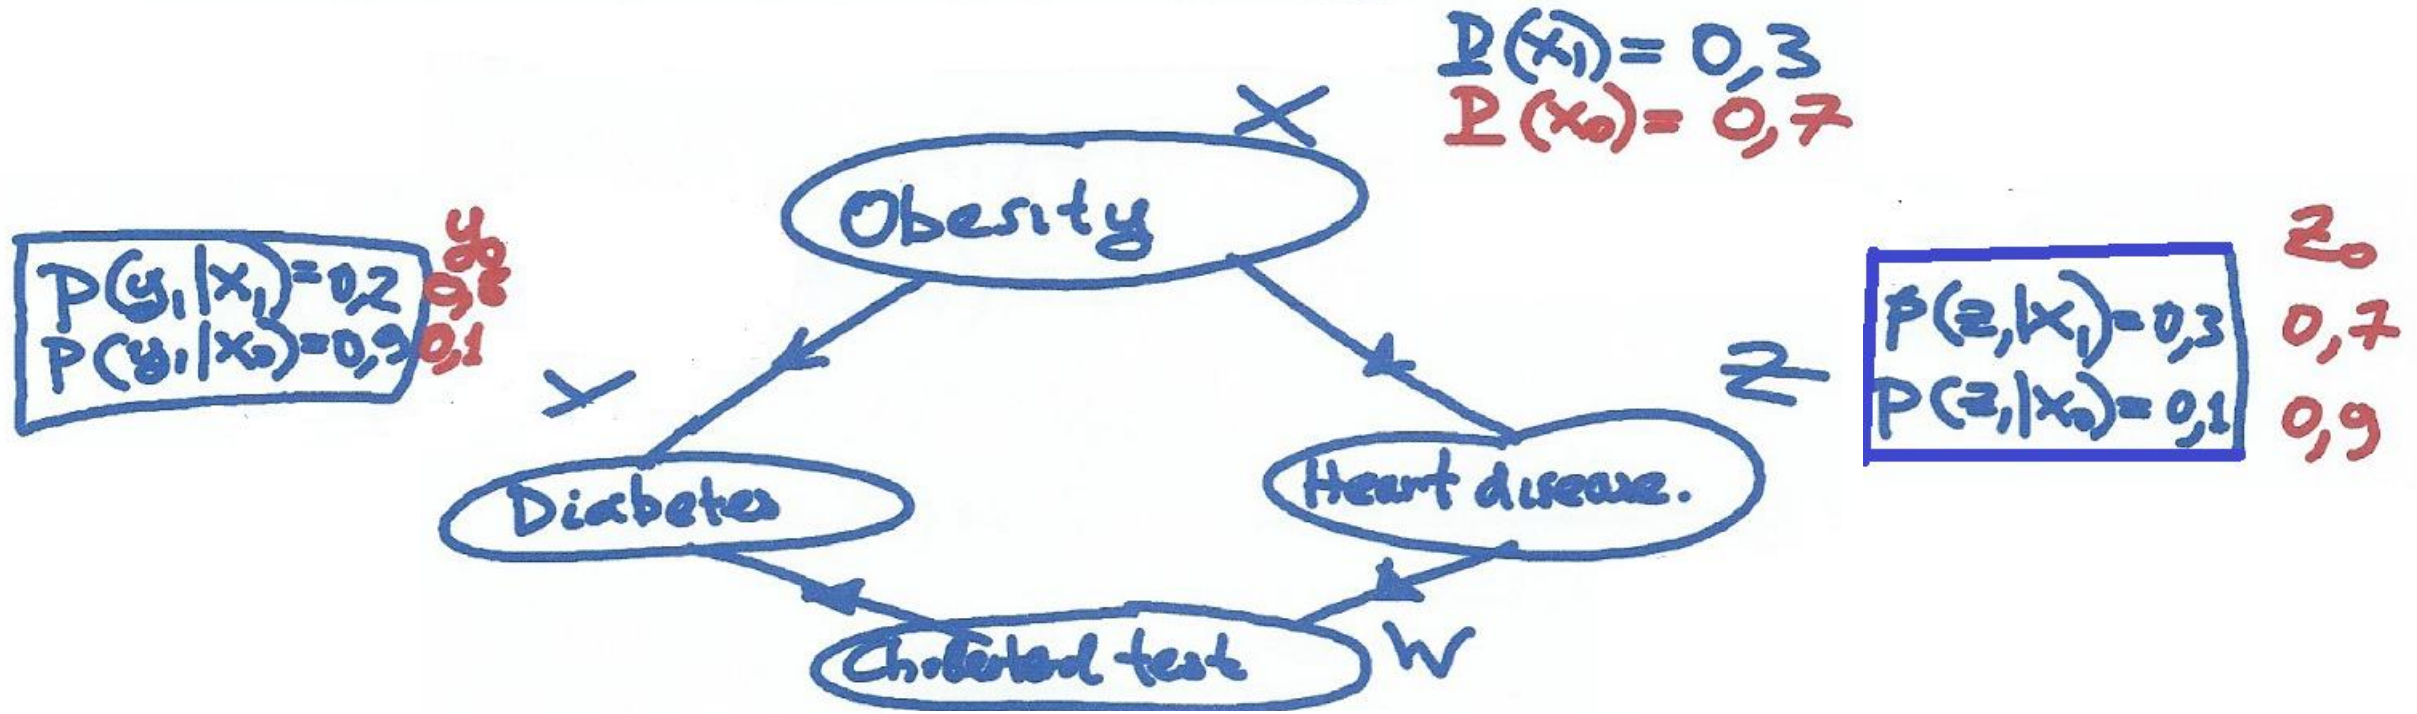 P(x₁) = 0,3
P(x₀) = 0,7
X
Obesity
y₀
P(y₁|x₁)=0,2 0,8
P(y₁|x₀)=0,9 0,1
Y
Z
z₀
P(z₁|x₁)=0,3 0,7
P(z₁|x₀)=0,1 0,9
Diabetes
Heart disease.
test
W